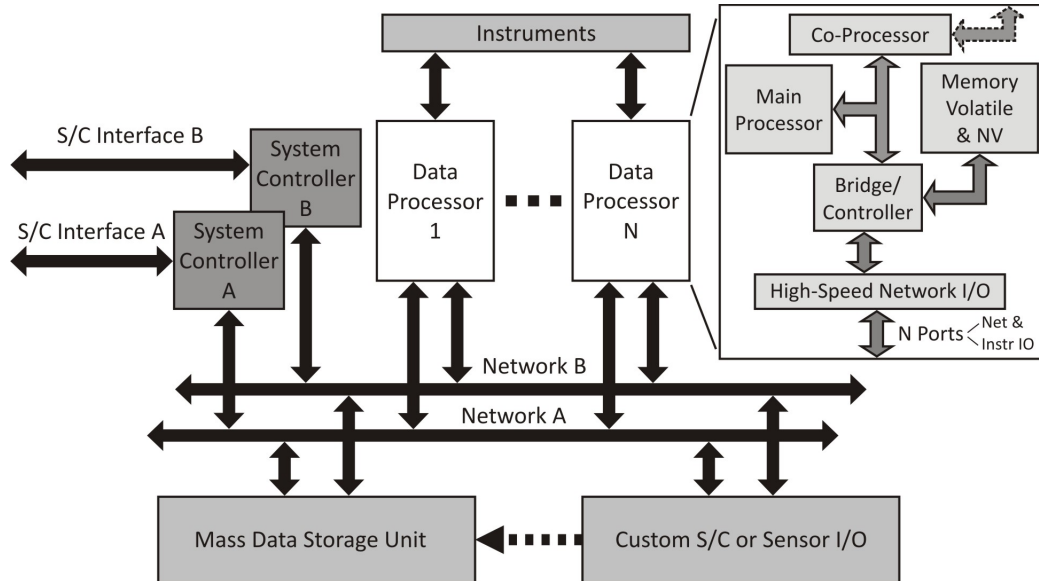 Instruments
Co-Processor
Main
Processor
Memory
Volatile
& NV
S/C Interface B
System
Controller
B
Data
Processor
1
Data
Processor
N
Bridge/
Controller
S/C Interface A
System
Controller
A
High-Speed Network I/O
N Ports
Net &
Instr IO
Network B
Network A
Mass Data Storage Unit
Custom S/C or Sensor I/O